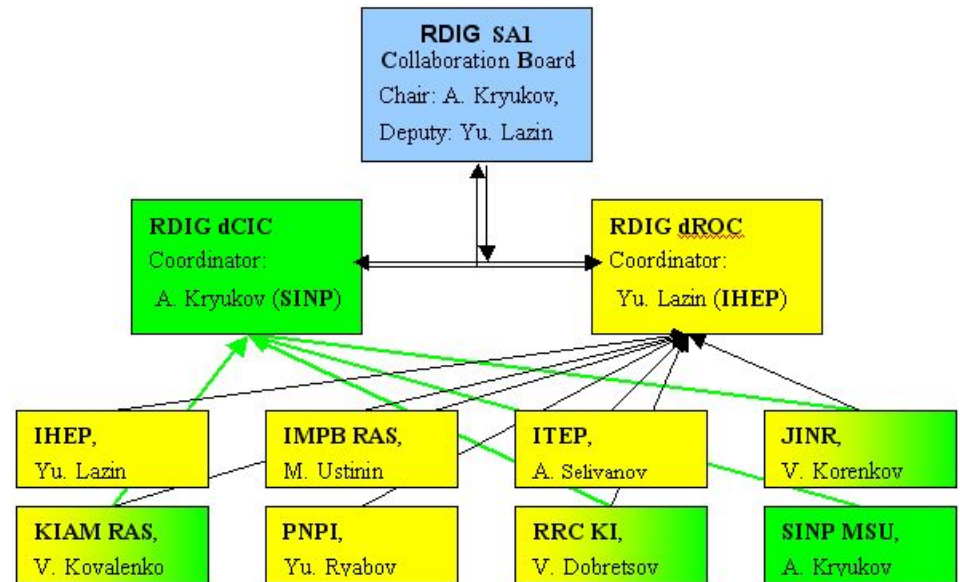 RDIG SA1
Collaboration Board
Chair: A. Kryukov,
Deputy: Yu. Lazin
RDIG dCIC
Coordinator:
A. Kryukov (SINP)
RDIG dROC
Coordinator:
Yu. Lazin (IHEP)
IHEP,
Yu. Lazin
IMPB RAS,
M. Ustinin
ITEP,
A. Selivanov
JINR,
V. Korenkov
KIAM RAS,
V. Kovalenko
PNPI,
Yu. Ryabov
RRC KI,
V. Dobretsov
SINP MSU,
A. Kryukov